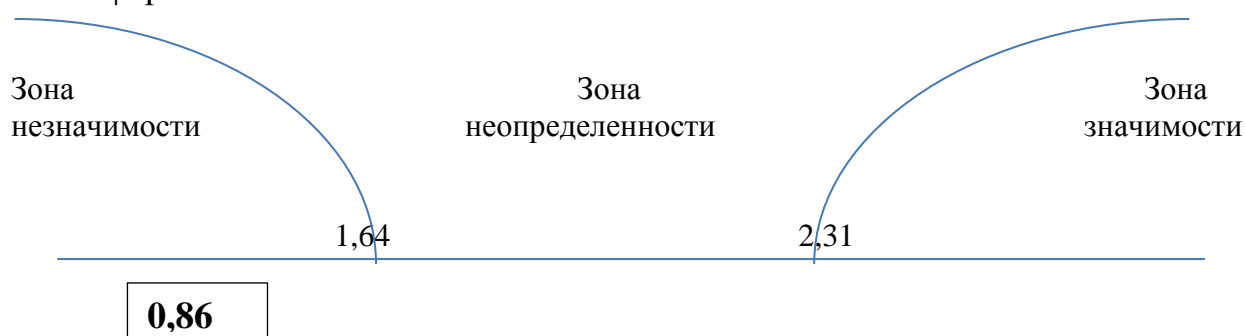 Зона
незначимости
Зона
неопределенности
Зона
значимости
1,64
2,31
0,86